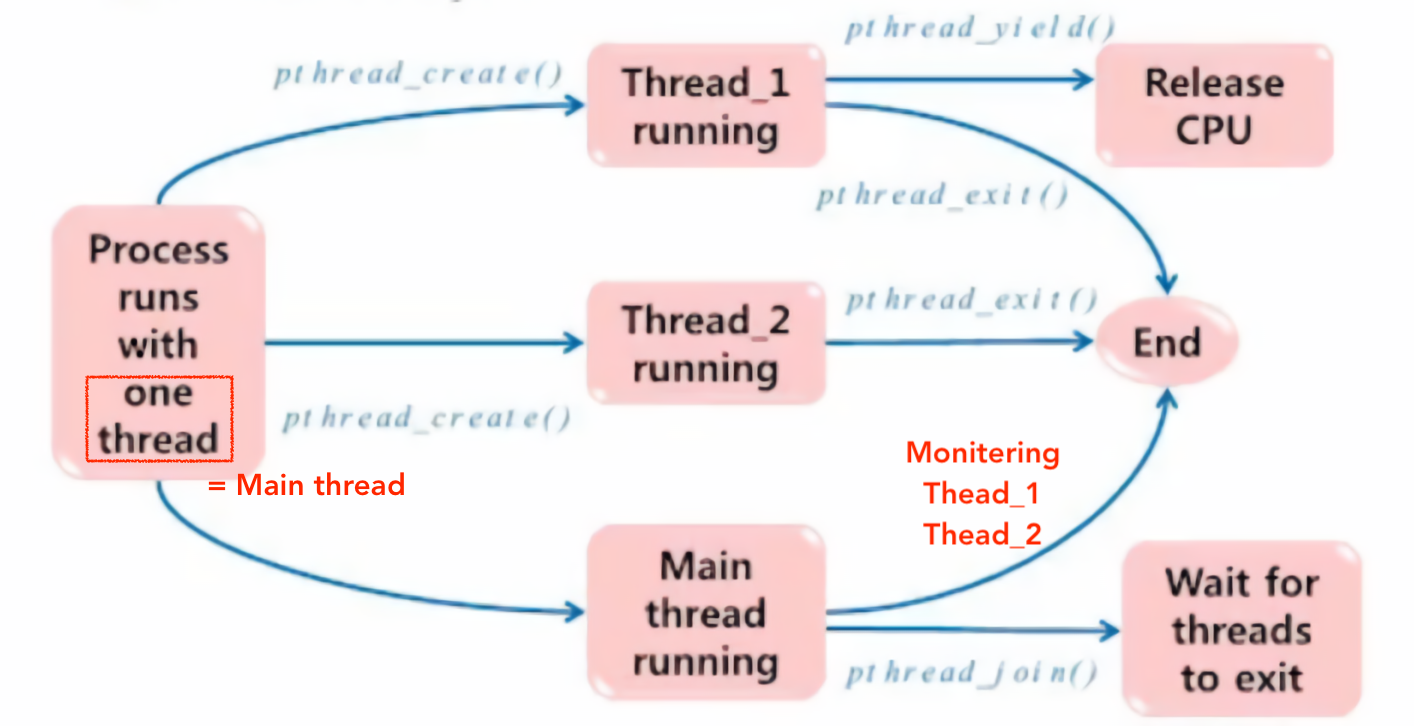 pthread_yield()
pthread_create()
Thread_1
running
Release
CPU
pthread_exit()
Process
runs
with
one
thread
= Main thread
pthread_create()
Thread_2
running
pthread_exit()
End
Monitering
Thead_1
Thead_2
Main
thread
running
pthread_join()
Wait for
threads
to exit